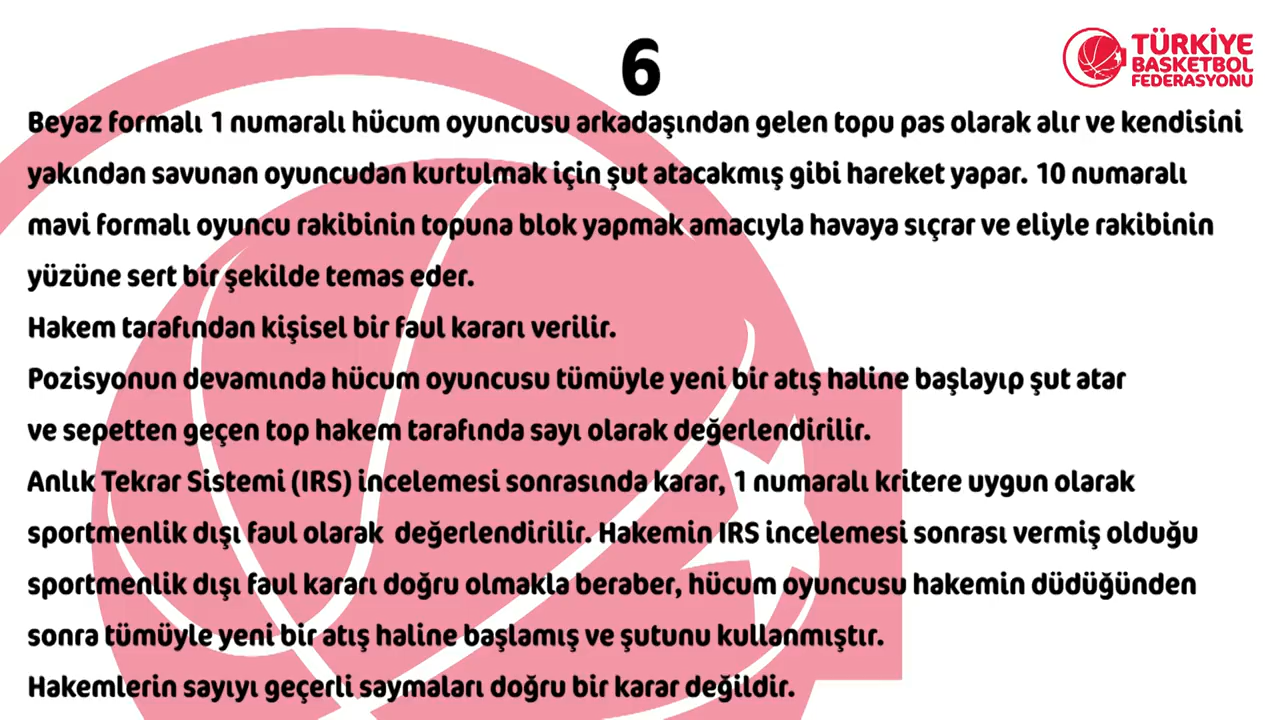 6
TÜRKİYE
BASKETBOL
FEDERASYONU
Beyaz formalı 1 numaralı hücum oyuncusu arkadaşından gelen topu pas olarak alır ve kendisini
yakından savunan oyuncudan kurtulmak için şut atacakmış gibi hareket yapar. 10 numaralı
mavi formalı oyuncu rakibinin topuna blok yapmak amacıyla havaya sıçrar ve eliyle rakibinin
yüzüne sert bir şekilde temas eder.
Hakem tarafından kişisel bir faul kararı verilir.
Pozisyonun devamında hücum oyuncusu tümüyle yeni bir atış haline başlayıp şut atar
ve sepetten geçen top hakem tarafında sayı olarak değerlendirilir.
Anlık Tekrar Sistemi (IRS) incelemesi sonrasında karar, 1 numaralı kritere uygun olarak
sportmenlik dışı faul olarak değerlendirilir. Hakemin IRS incelemesi sonrası vermiş olduğu
sportmenlik dışı faul kararı doğru olmakla beraber, hücum oyuncusu hakemin düdüğünden
sonra tümüyle yeni bir atış haline başlamış ve şutunu kullanmıştır.
Hakemlerin sayıyı geçerli saymaları doğru bir karar değildir.